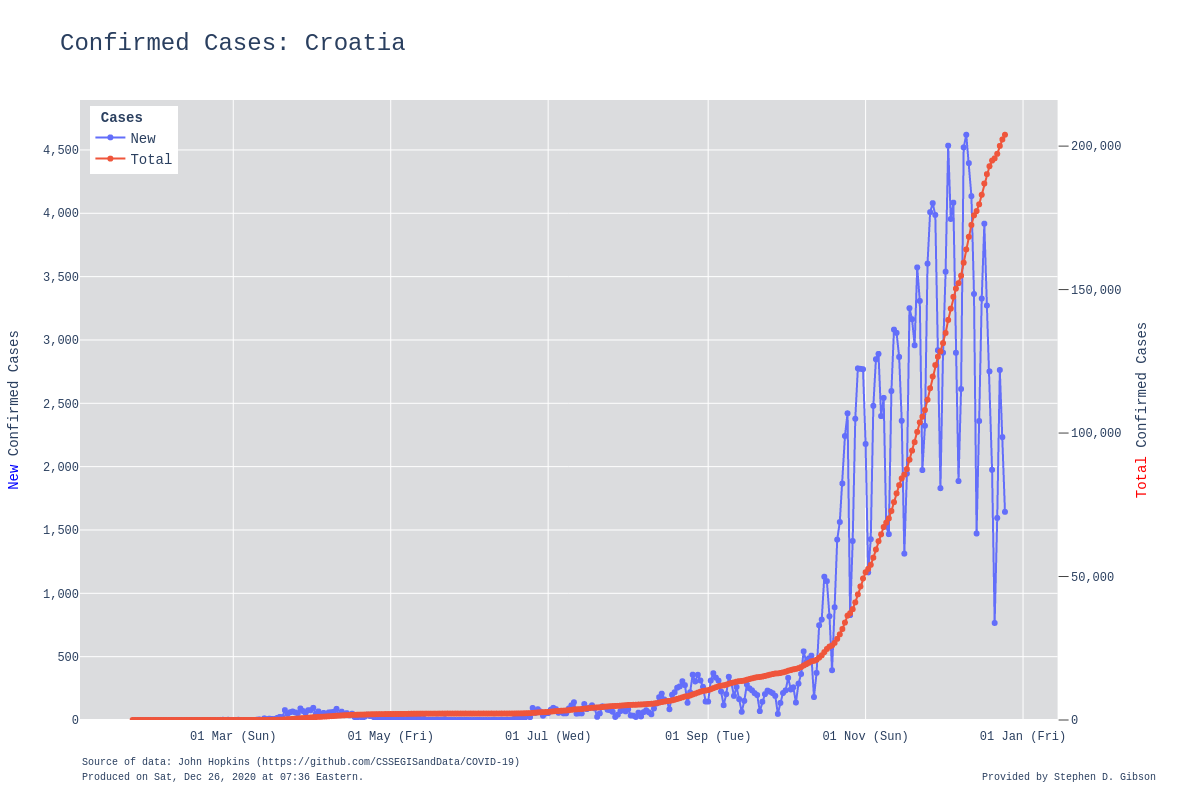 Confirmed Cases: Croatia
Cases
New
Total
4,500
4,000
3,500
3,000
2,500
2,000
1,500
1,000
500
0
New Confirmed Cases
200,000
150,000
100,000
50,000
0
Total Confirmed Cases
01 Mar (Sun)
01 May (Fri)
01 Jul (Wed)
01 Sep (Tue)
01 Nov (Sun)
01 Jan (Fri)
Source of data: John Hopkins (https://github.com/CSSEGISandData/COVID-19)
Produced on Sat, Dec 26, 2020 at 07:36 Eastern.
Provided by Stephen D. Gibson